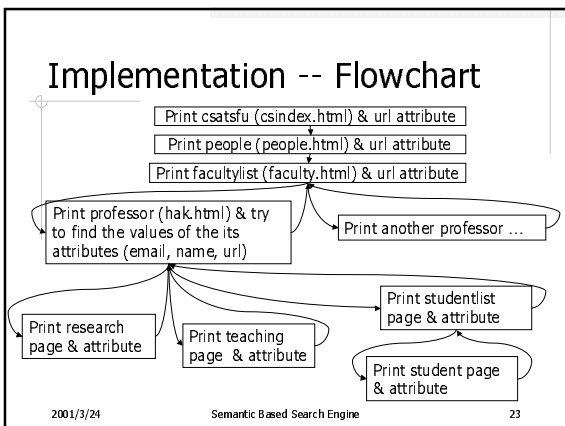 Implementation -- Flowchart
Print csatsfu (csindex.html) & url attribute
Print people (people.html) & url attribute
Print facultylist (faculty.html) & url attribute
Print professor (hak.html) & try
to find the values of the its
attributes (email, name, url)
Print another professor ...
Print research
page & attribute
Print teaching
page & attribute
Print studentlist
page & attribute
Print student page
& attribute
2001/3/24
Semantic Based Search Engine
23